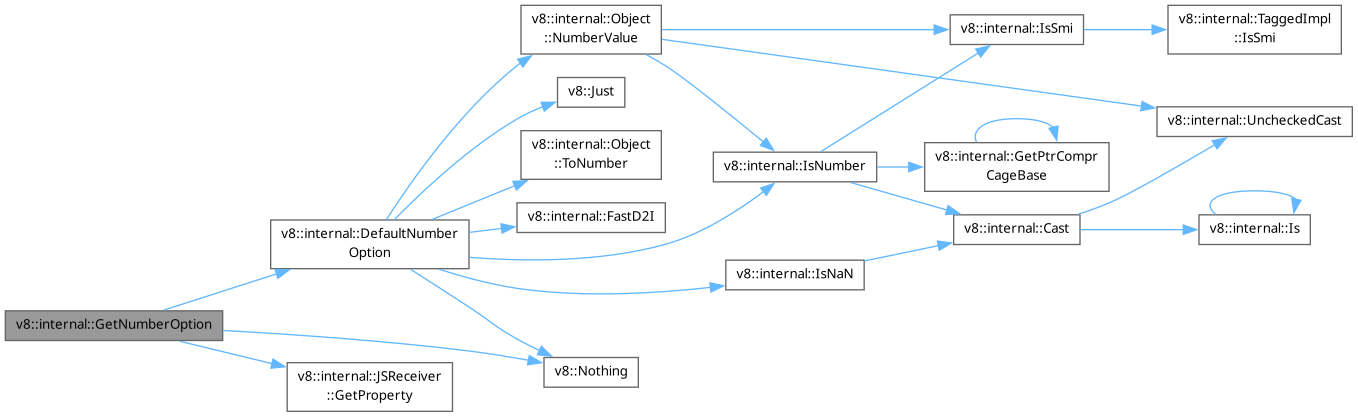 v8::internal::GetNumberOption
v8::internal::DefaultNumber
Option
v8::internal::JSReceiver
::GetProperty
v8::internal::Object
::NumberValue
v8::Just
v8::internal::Object
::ToNumber
v8::internal::FastD2I
v8::Nothing
v8::internal::IsNumber
v8::internal::IsNaN
v8::internal::IsSmi
v8::internal::GetPtrCompr
CageBase
v8::internal::Cast
v8::internal::TaggedImpl
::IsSmi
v8::internal::UncheckedCast
v8::internal::Is